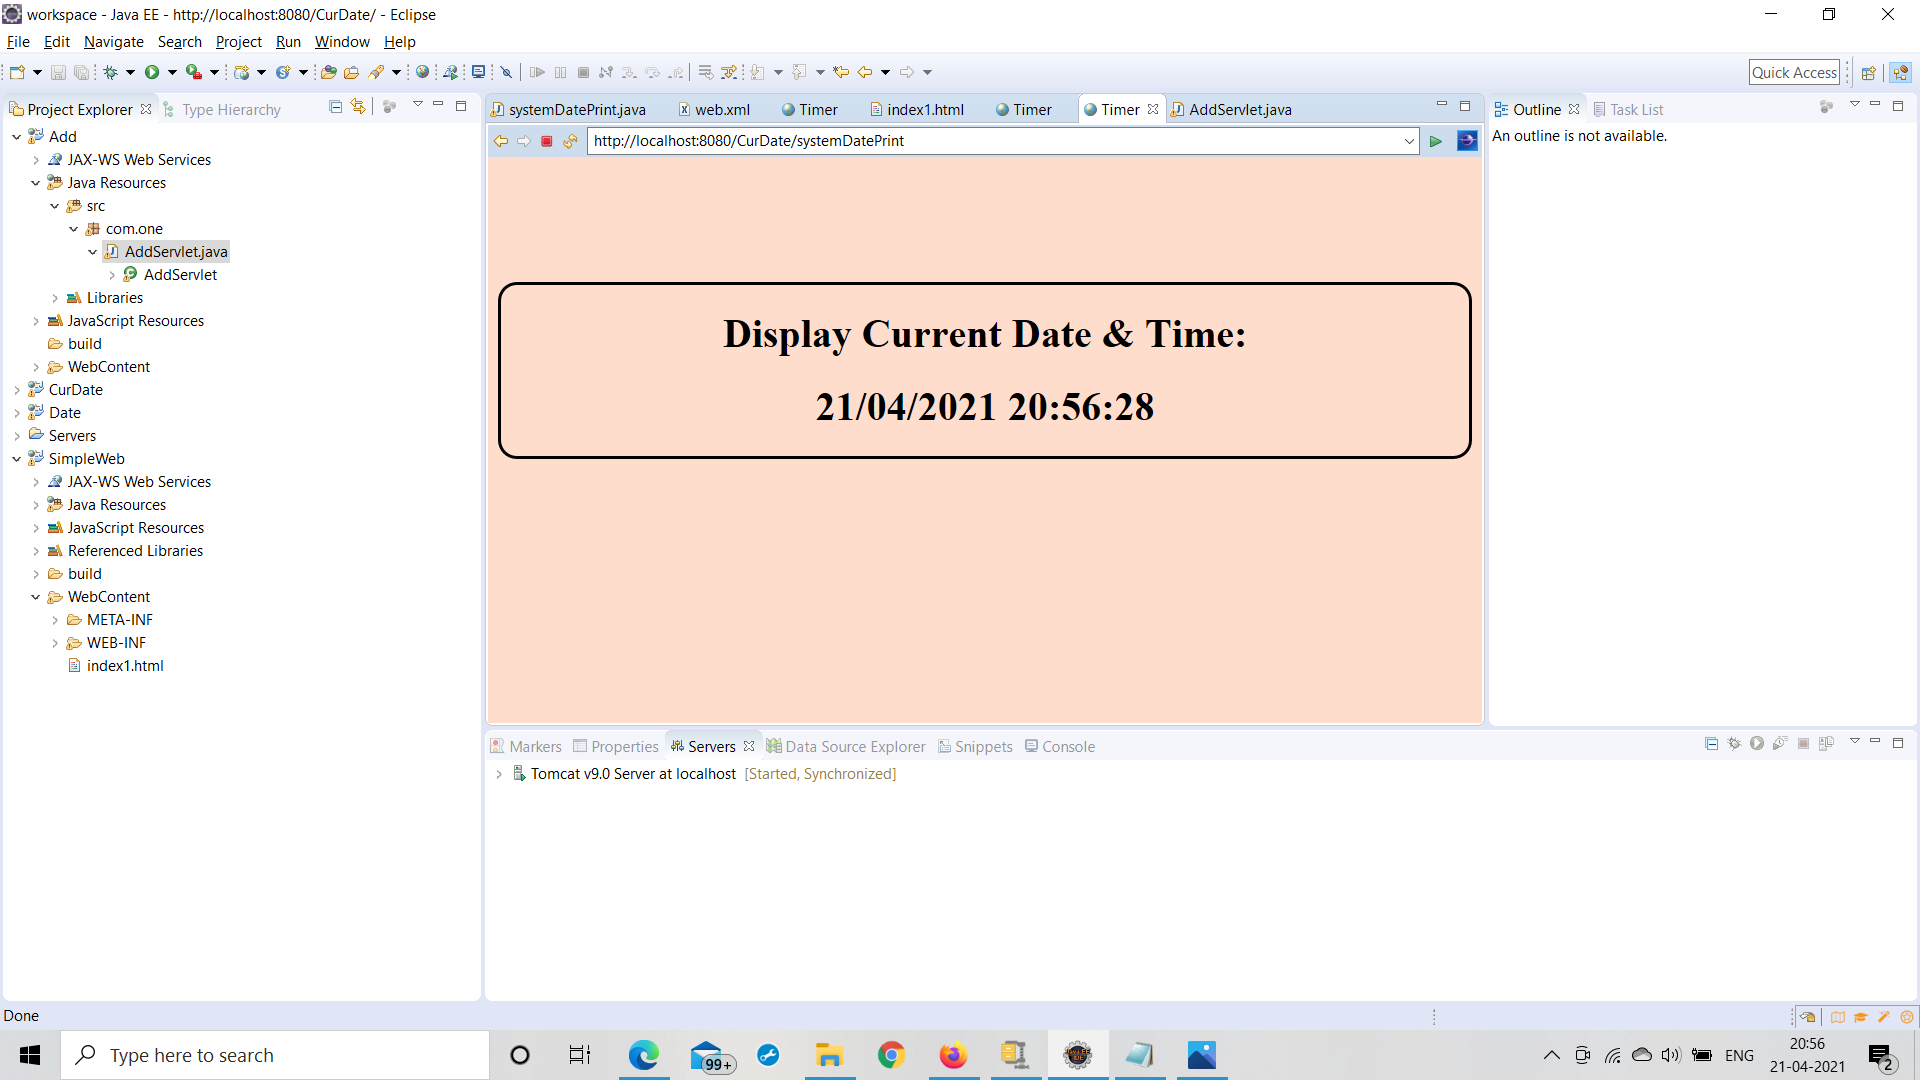 workspace - Java EE - http://localhost:8080/CurDate/ - Eclipse
File Edit Navigate Search Project Run Window Help
Quick Access
Project Explorer Type Hierarchy
Add
JAX-WS Web Services
Java Resources
src
com.one
AddServlet.java
AddServlet
Libraries
JavaScript Resources
build
WebContent
CurDate
Date
Servers
SimpleWeb
JAX-WS Web Services
Java Resources
JavaScript Resources
Referenced Libraries
build
WebContent
META-INF
WEB-INF
index1.html
systemDatePrint.java web.xml Timer index1.html Timer Timer AddServlet.java
http://localhost:8080/CurDate/systemDatePrint
Display Current Date & Time:
21/04/2021 20:56:28
Outline Task List
An outline is not available.
Markers Properties Servers Data Source Explorer Snippets Console
Tomcat v9.0 Server at localhost [Started, Synchronized]
Done
Type here to search
99+
ENG
20:56
21-04-2021
2